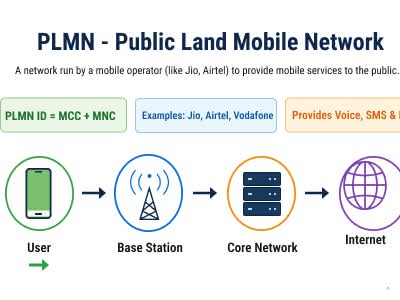 PLMN - Public Land Mobile Network
A network run by a mobile operator (like Jio, Airtel) to provide mobile services to the public.
PLMN ID = MCC + MNC
Examples: Jio, Airtel, Vodafone
Provides Voice, SMS &
User
Base Station
Core Network
Internet